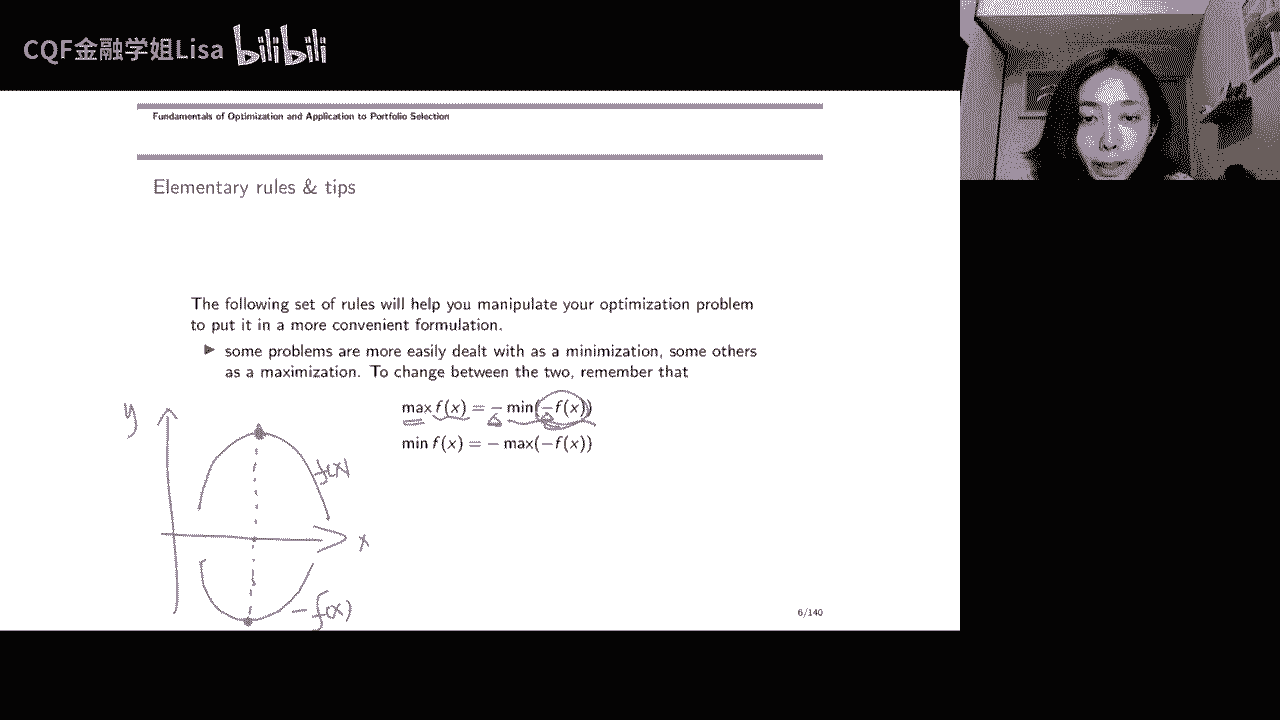 CQF金融学姐Lisa bilibili
Fundamentals of Optimization and Application to Portfolio Selection
Elementary rules & tips
The following set of rules will help you manipulate your optimization problem
to put it in a more convenient formulation.
▶ some problems are more easily dealt with as a minimization, some others
as a maximization. To change between the two, remember that
max f(x) = − min(−f(x))
min f(x) = − max(−f(x))
y
f(x)
x
−f(x)
6/140